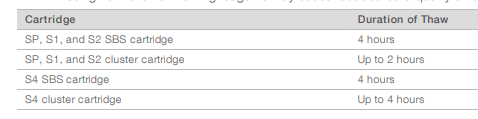 Cartridge Duration of Thaw
SP, S1, and S2 SBS cartridge 4 hours
SP, S1, and S2 cluster cartridge Up to 2 hours
S4 SBS cartridge 4 hours
S4 cluster cartridge Up to 4 hours